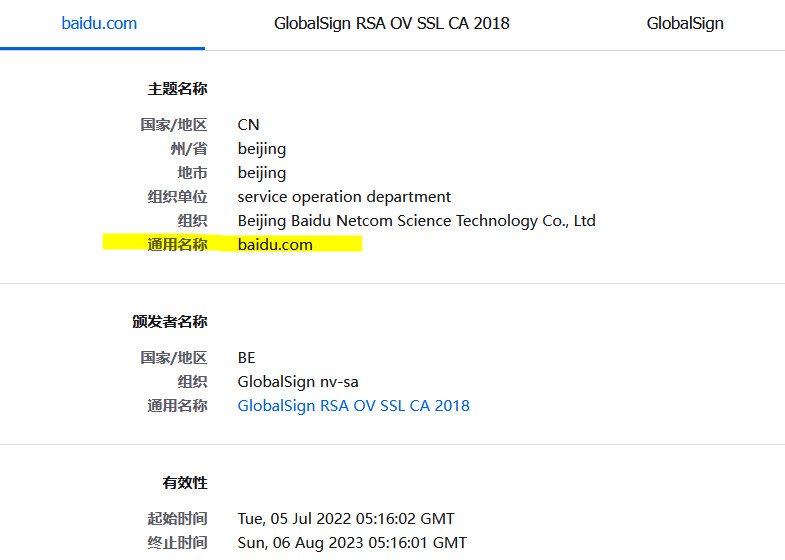 baidu.com GlobalSign RSA OV SSL CA 2018 GlobalSign
主题名称
国家/地区 CN
州/省 beijing
地市 beijing
组织单位 service operation department
组织 Beijing Baidu Netcom Science Technology Co., Ltd
通用名称 baidu.com
颁发者名称
国家/地区 BE
组织 GlobalSign nv-sa
通用名称 GlobalSign RSA OV SSL CA 2018
有效性
起始时间 Tue, 05 Jul 2022 05:16:02 GMT
终止时间 Sun, 06 Aug 2023 05:16:01 GMT